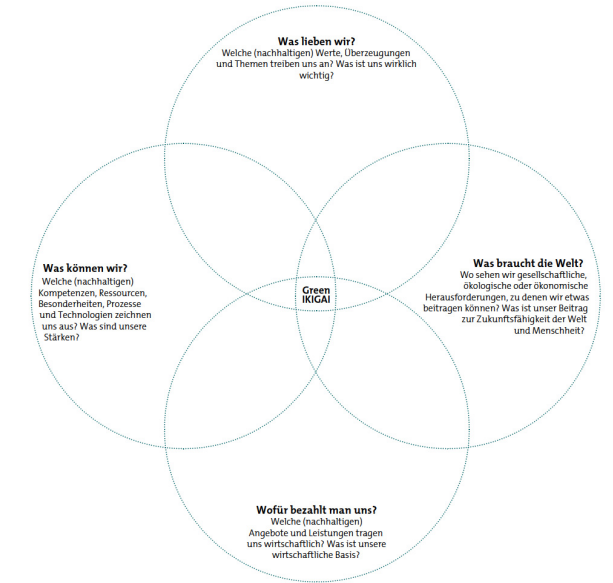 Was lieben wir?
Welche (nachhaltigen) Werte, Überzeugungen
und Themen treiben uns an? Was ist uns wirklich
wichtig?
Was können wir?
Welche (nachhaltigen)
Kompetenzen, Ressourcen,
Besonderheiten, Prozesse
und Technologien zeichnen
uns aus? Was sind unsere
Stärken?
Green
IKIGAI
Was braucht die Welt?
Wo sehen wir gesellschaftliche,
ökologische oder ökonomische
Herausforderungen, zu denen wir etwas
beitragen können? Was ist unser Beitrag
zur Zukunftsfähigkeit der Welt
und Menschheit?
Wofür bezahlt man uns?
Welche (nachhaltigen)
Angebote und Leistungen tragen
uns wirtschaftlich? Was ist unsere
wirtschaftliche Basis?